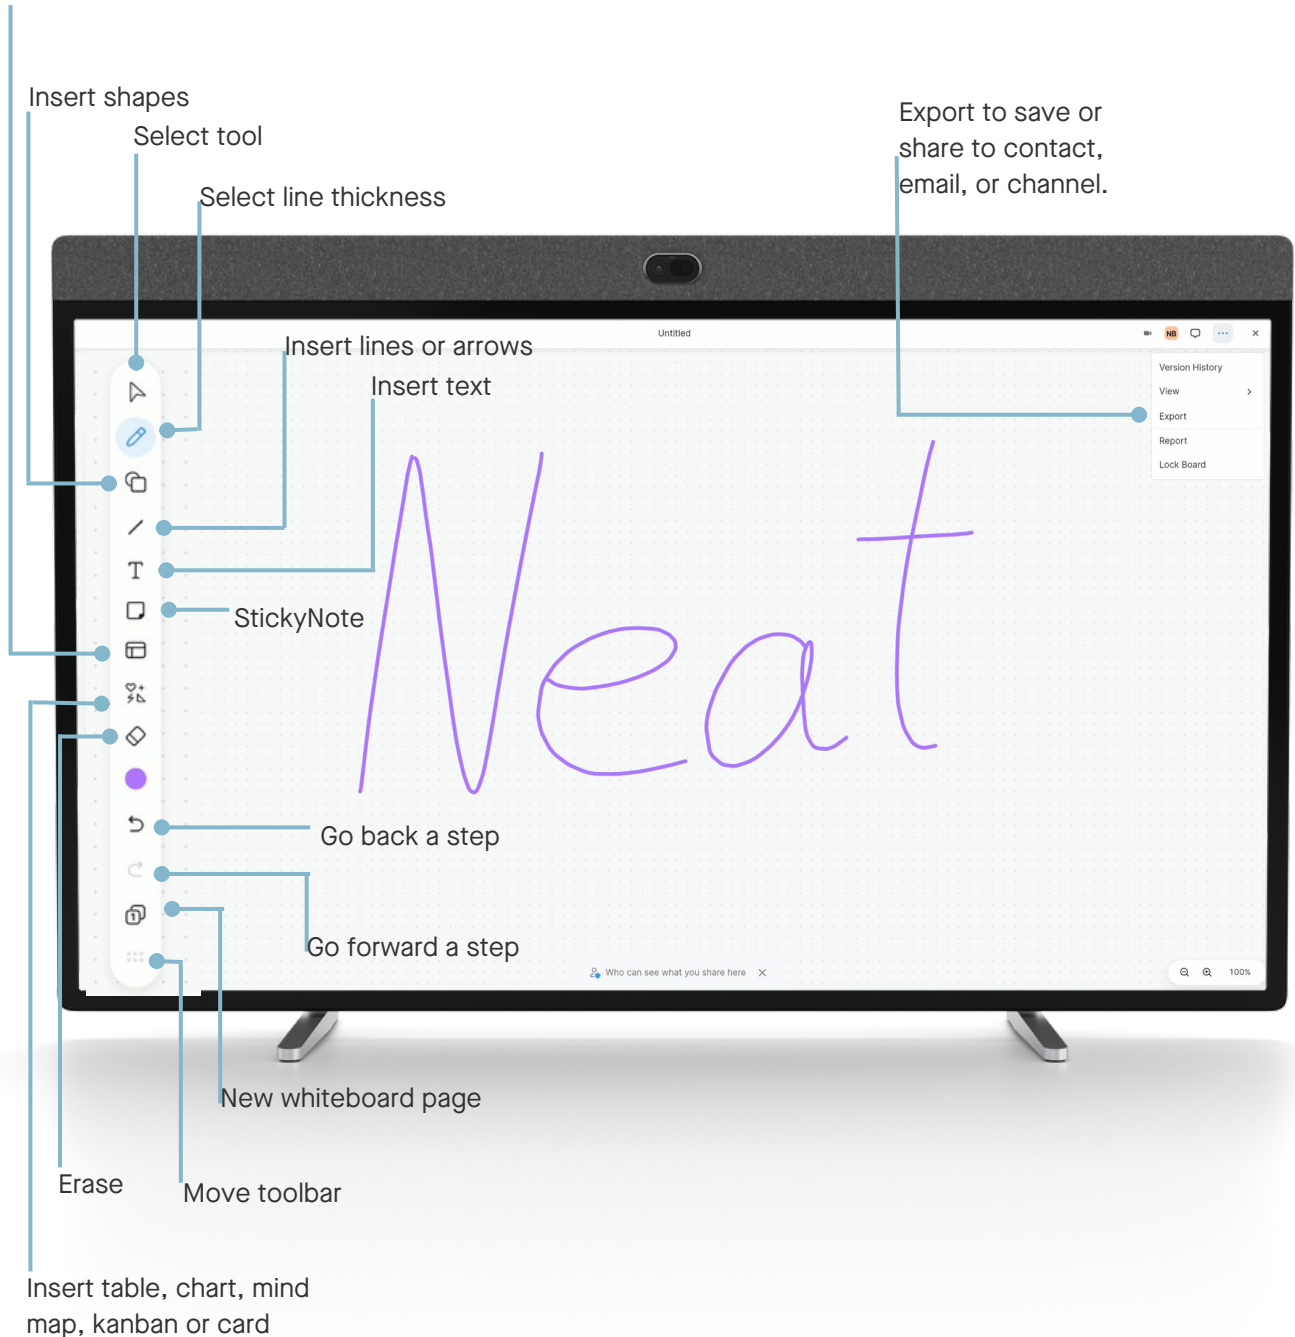 Insert shapes
Select tool
Select line thickness
Export to save or
share to contact,
email, or channel.
Untitled
NB
Insert lines or arrows
Insert text
Version History
View
Export
Report
Lock Board
T
StickyNote
Neat
Go back a step
1
Go forward a step
Who can see what you share here
100%
New whiteboard page
Erase
Move toolbar
Insert table, chart, mind
map, kanban or card